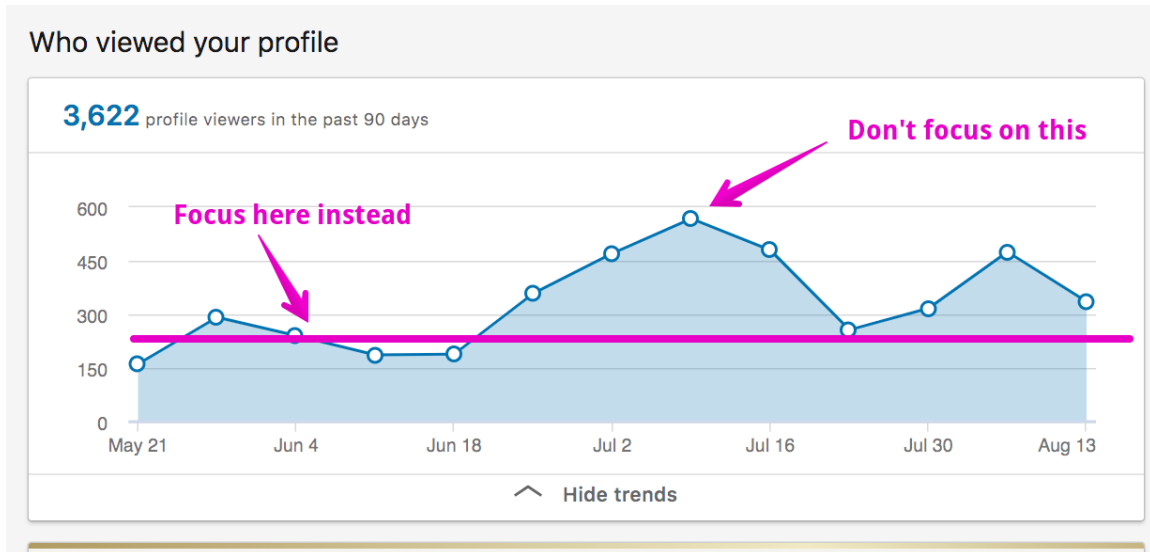 Who viewed your profile
3,622 profile viewers in the past 90 days
Don't focus on this
Focus here instead
600
450
300
150
0
May 21
Jun 4
Jun 18
Jul 2
Jul 16
Jul 30
Aug 13
Hide trends